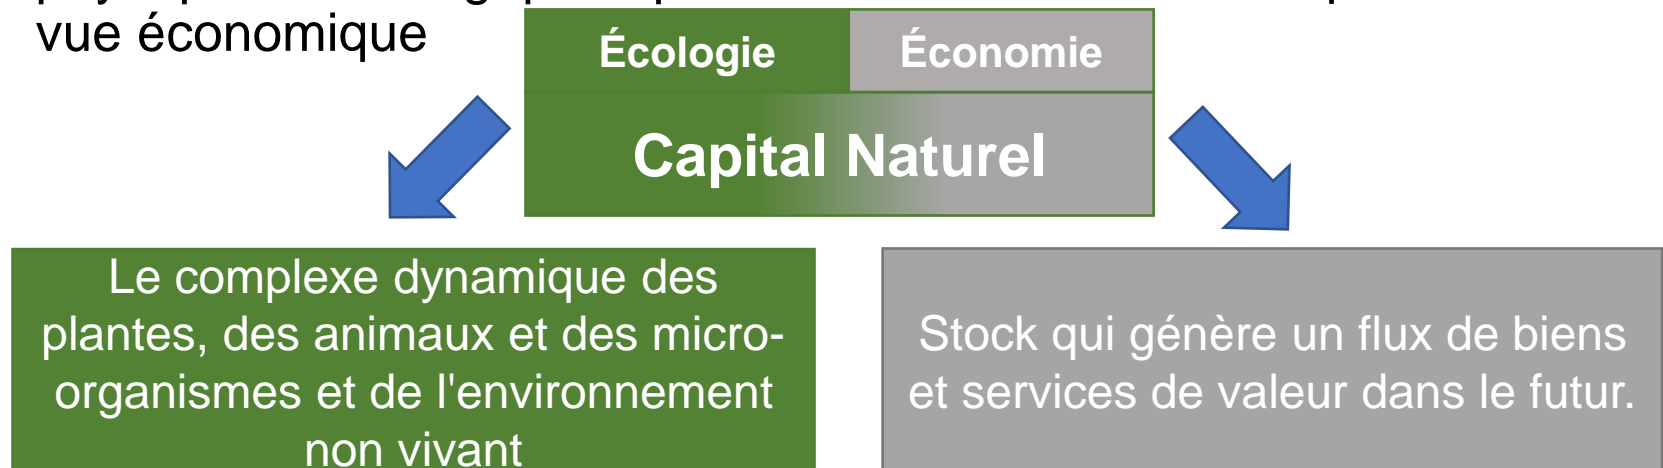 vue économique
Écologie
Économie
Capital Naturel
Le complexe dynamique des
plantes, des animaux et des micro-
organismes et de l'environnement
non vivant
Stock qui génère un flux de biens
et services de valeur dans le futur.